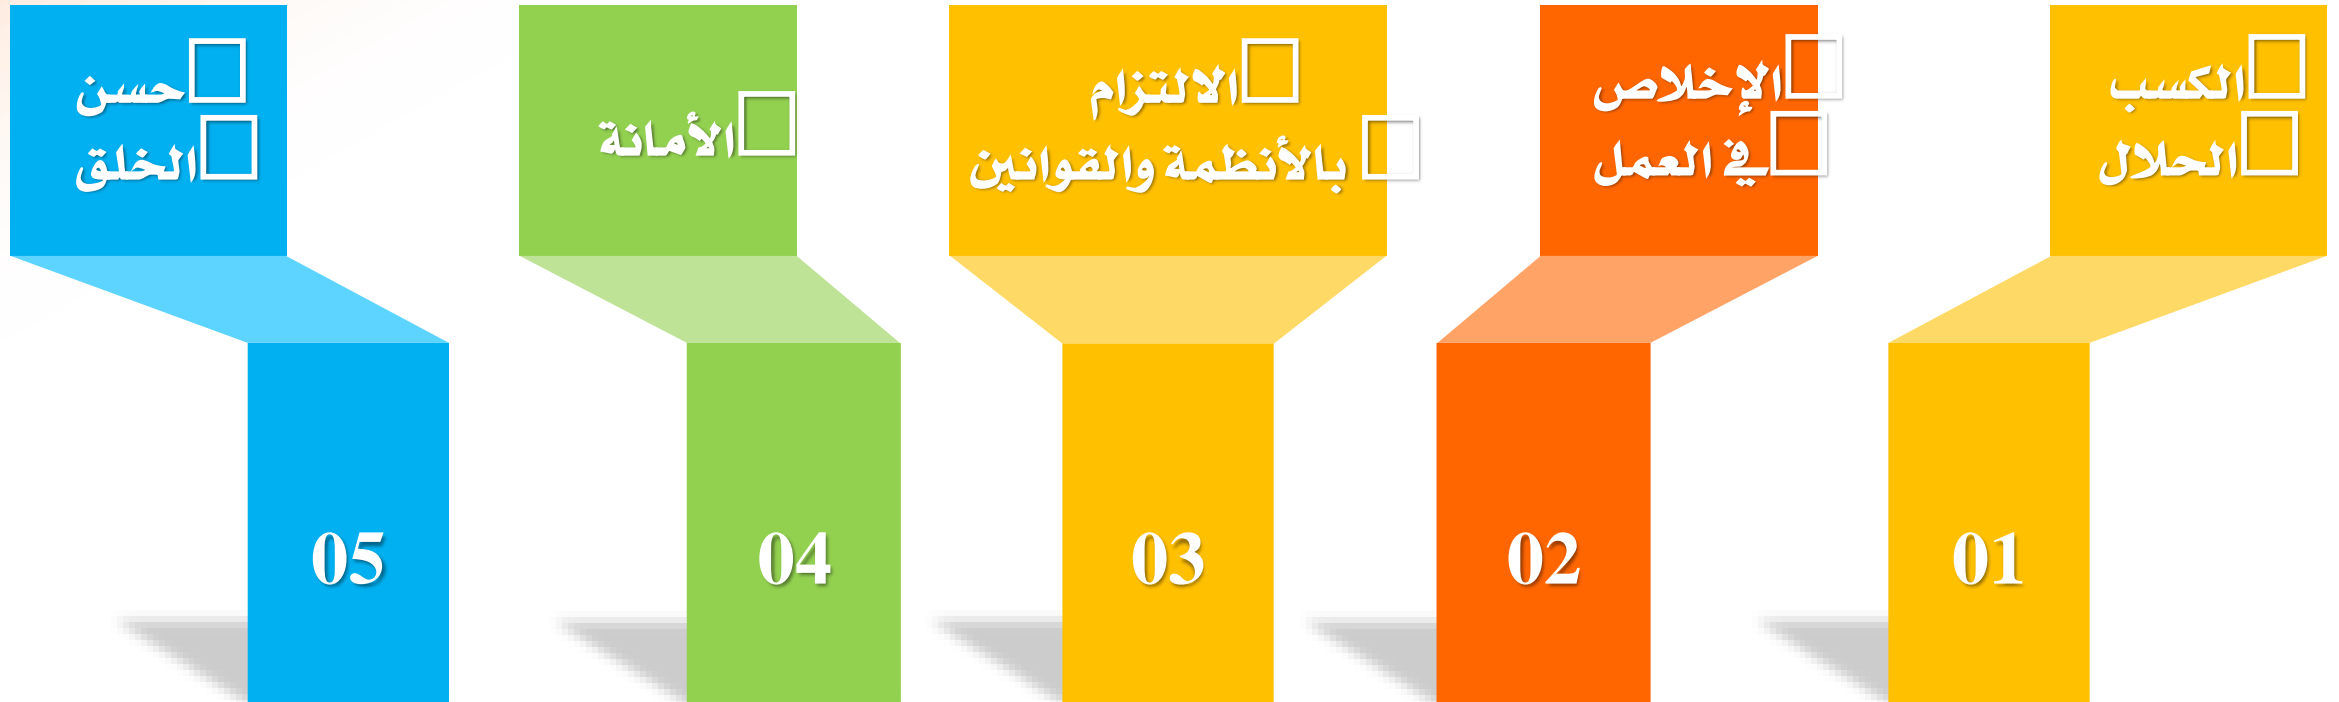 الكسب
الحلال
الإخلاص
في العمل
الالتزام
بالأنظمة والقوانين
الأمانة
حسن
الخلق
01
02
03
04
05